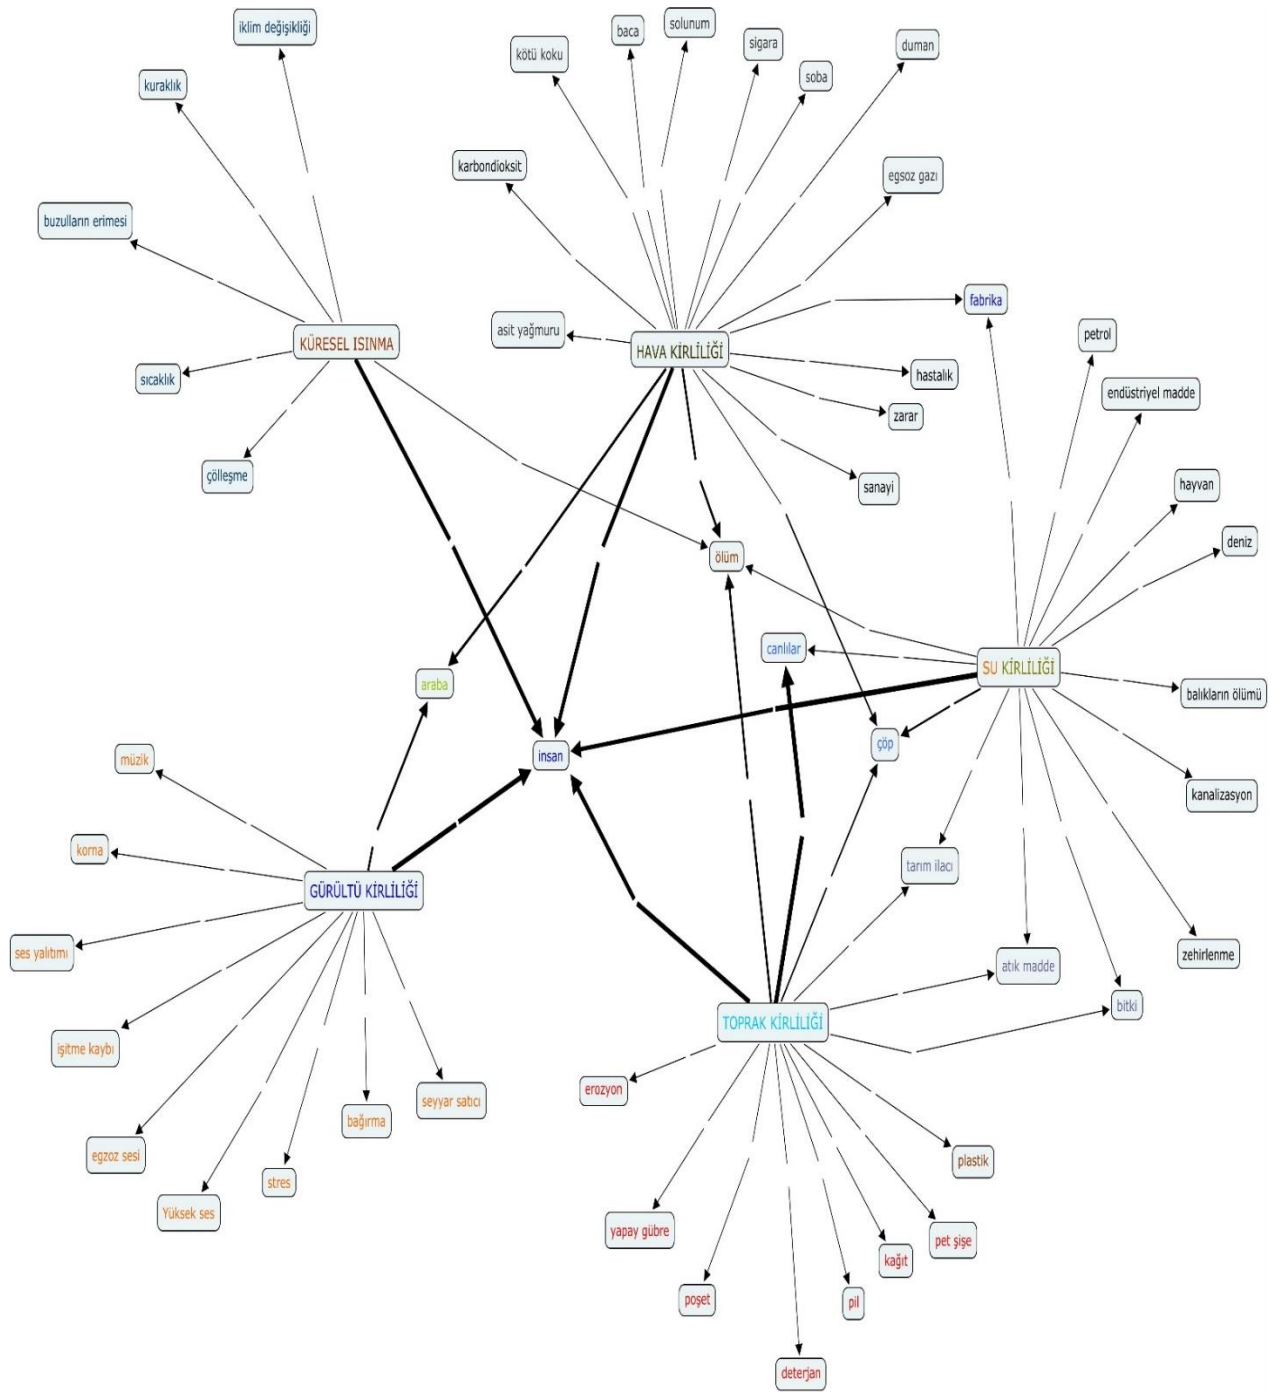 iklim değişikliği
baca
solunum
sigara
duman
kötü koku
soba
kuraklık
karbondioksit
egsoz gazı
buzulların erimesi
fabrika
asit yağmuru
petrol
KÜRESEL ISINMA
HAVA KİRLİLİĞİ
hastalık
sıcaklık
endüstriyel madde
zarar
çölleşme
sanayi
hayvan
deniz
ölüm
canlılar
SU KİRLİLİĞİ
araba
balıkların ölümü
çöp
insan
müzik
kanalizasyon
korna
tarım ilacı
GÜRÜLTÜ KİRLİLİĞİ
ses yalıtımı
zehirlenme
atık madde
bitki
TOPRAK KİRLİLİĞİ
işitme kaybı
erozyon
seyyar satıcı
bağırma
egzoz sesi
plastik
stres
Yüksek ses
yapay gübre
pet şişe
kağıt
poşet
pil
deterjan